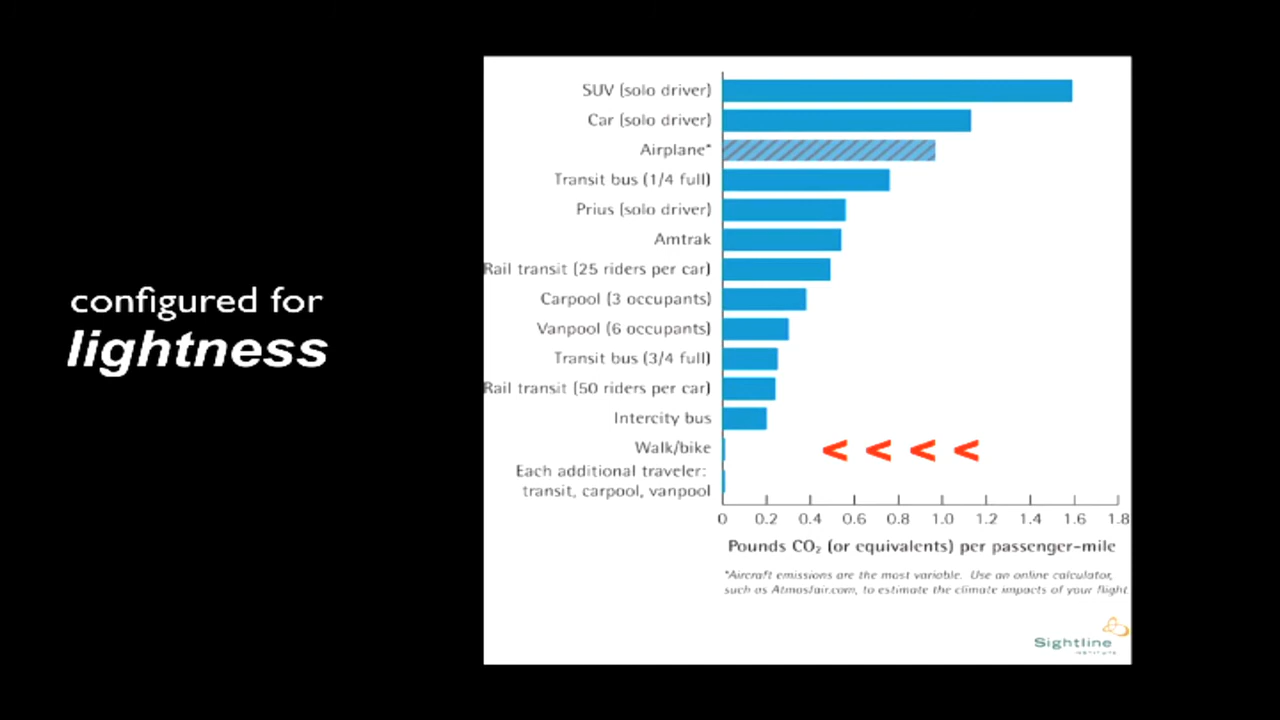 configured for
lightness
SUV (solo driver)
Car (solo driver)
Airplane*
Transit bus (1/4 full)
Prius (solo driver)
Amtrak
Rail transit (25 riders per car)
Carpool (3 occupants)
Vanpool (6 occupants)
Transit bus (3/4 full)
Rail transit (50 riders per car)
Intercity bus
Walk/bike
< < < <
Each additional traveler:
transit, carpool, vanpool
0 0.2 0.4 0.6 0.8 1.0 1.2 1.4 1.6 1.8
Pounds CO₂ (or equivalents) per passenger-mile
*Aircraft emissions are the most variable. Use an online calculator,
such as Atmosfair.com, to estimate the climate impacts of your flight.
Sightline
INSTITUTE